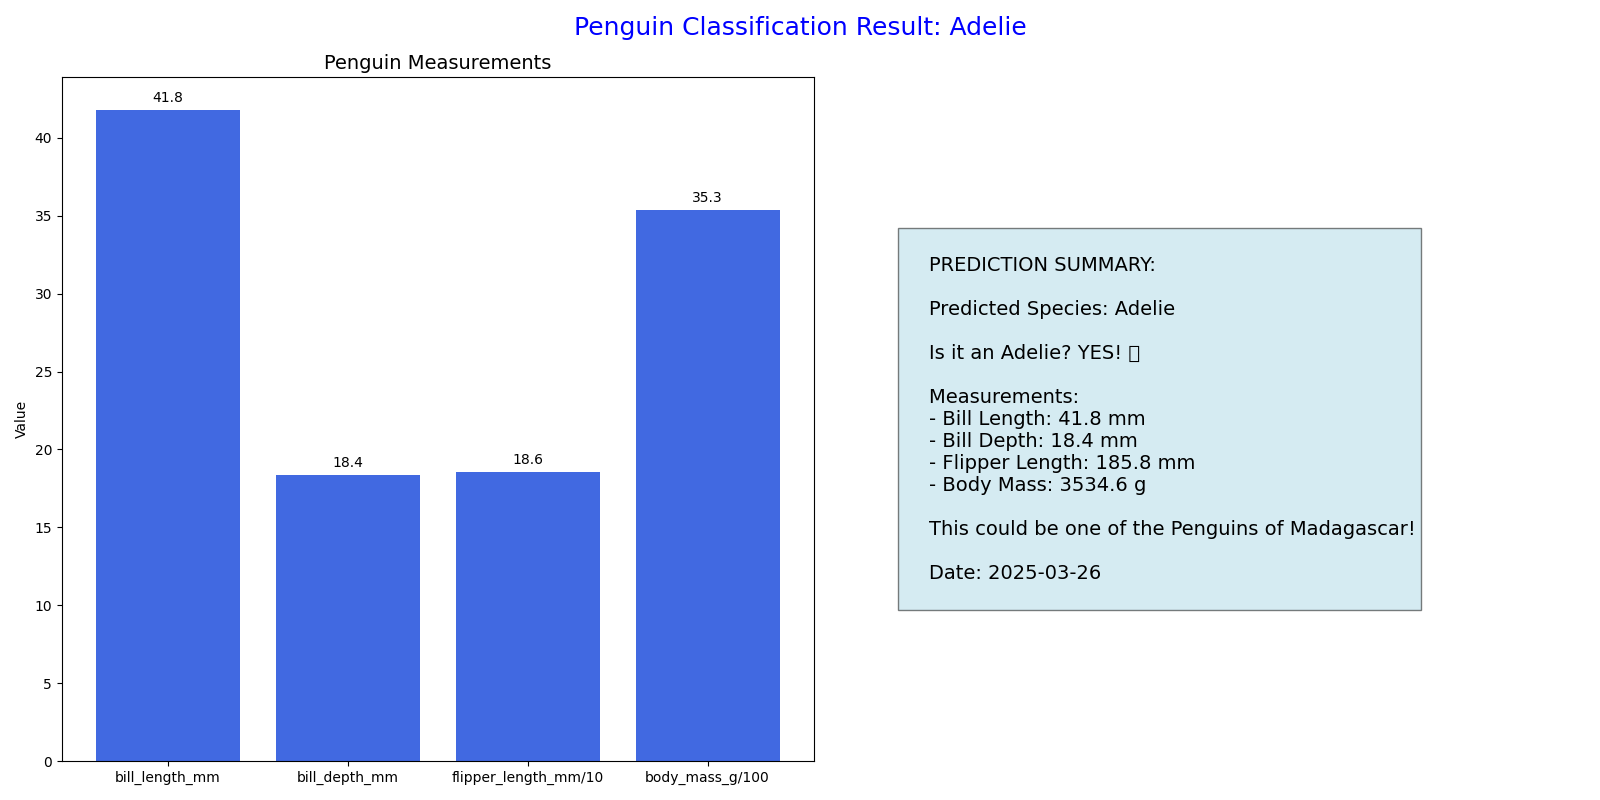 Penguin Classification Result: Adelie
Penguin Measurements
41.8
18.4
18.6
35.3
40
35
30
25
20
15
10
5
0
Value
bill_length_mm
bill_depth_mm
flipper_length_mm/10
body_mass_g/100
PREDICTION SUMMARY:
Predicted Species: Adelie
Is it an Adelie? YES! 
Measurements:
- Bill Length: 41.8 mm
- Bill Depth: 18.4 mm
- Flipper Length: 185.8 mm
- Body Mass: 3534.6 g
This could be one of the Penguins of Madagascar!
Date: 2025-03-26